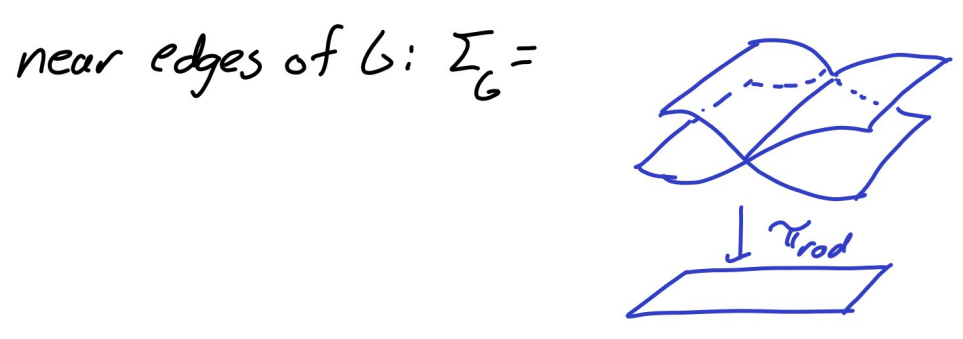 near edges of G: Σ_G =
π_rod